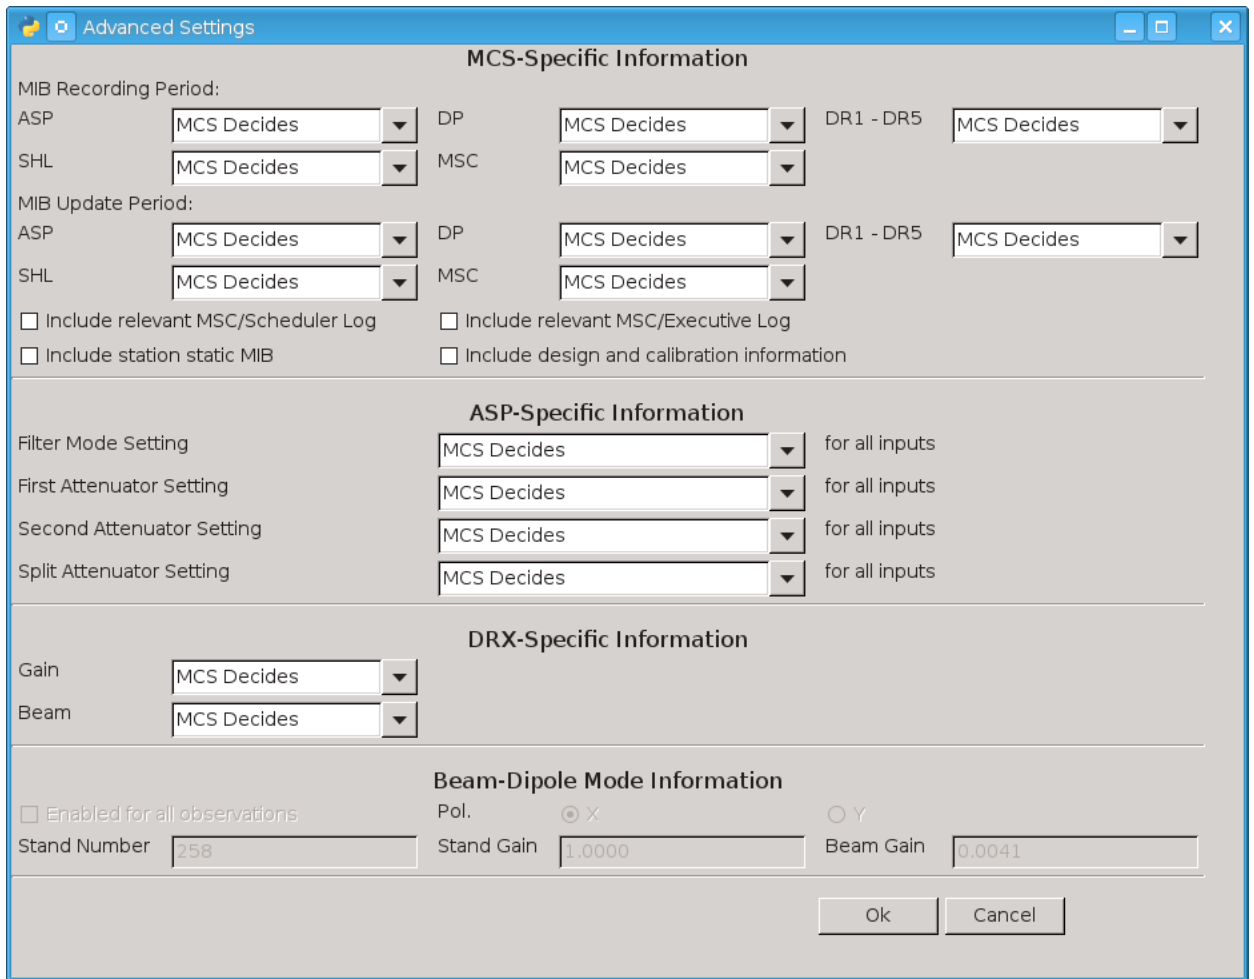 Advanced Settings
MCS-Specific Information
MIB Recording Period:
ASP MCS Decides DP MCS Decides DR1 - DR5 MCS Decides
SHL MCS Decides MSC MCS Decides
MIB Update Period:
ASP MCS Decides DP MCS Decides DR1 - DR5 MCS Decides
SHL MCS Decides MSC MCS Decides
Include relevant MSC/Scheduler Log Include relevant MSC/Executive Log
Include station static MIB Include design and calibration information
ASP-Specific Information
Filter Mode Setting MCS Decides for all inputs
First Attenuator Setting MCS Decides for all inputs
Second Attenuator Setting MCS Decides for all inputs
Split Attenuator Setting MCS Decides for all inputs
DRX-Specific Information
Gain MCS Decides
Beam MCS Decides
Beam-Dipole Mode Information
Enabled for all observations Pol. X Y
Stand Number 258 Stand Gain 1.0000 Beam Gain 0.0041
Ok Cancel